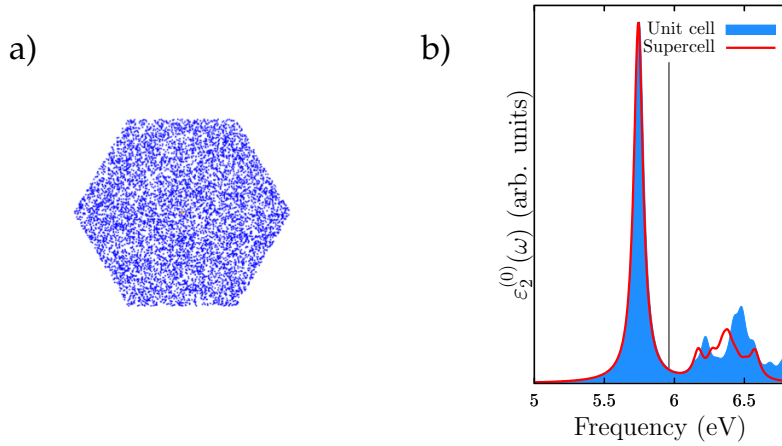 a)
b)
Unit cell
Supercell
ε₂⁽⁰⁾(ω) (arb. units)
5 5.5 6 6.5
Frequency (eV)